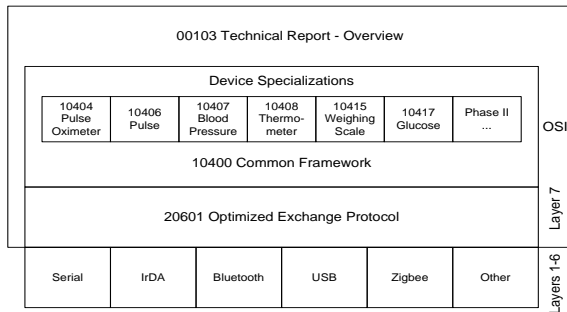 00103 Technical Report - Overview
Device Specializations
10404
Pulse
Oximeter
10406
Pulse
10407
Blood
Pressure
10408
Thermo-
meter
10415
Weighing
Scale
10417
Glucose
Phase II
...
10400 Common Framework
20601 Optimized Exchange Protocol
Serial
IrDA
Bluetooth
USB
Zigbee
Other
OSI
Layer 7
Layers 1-6